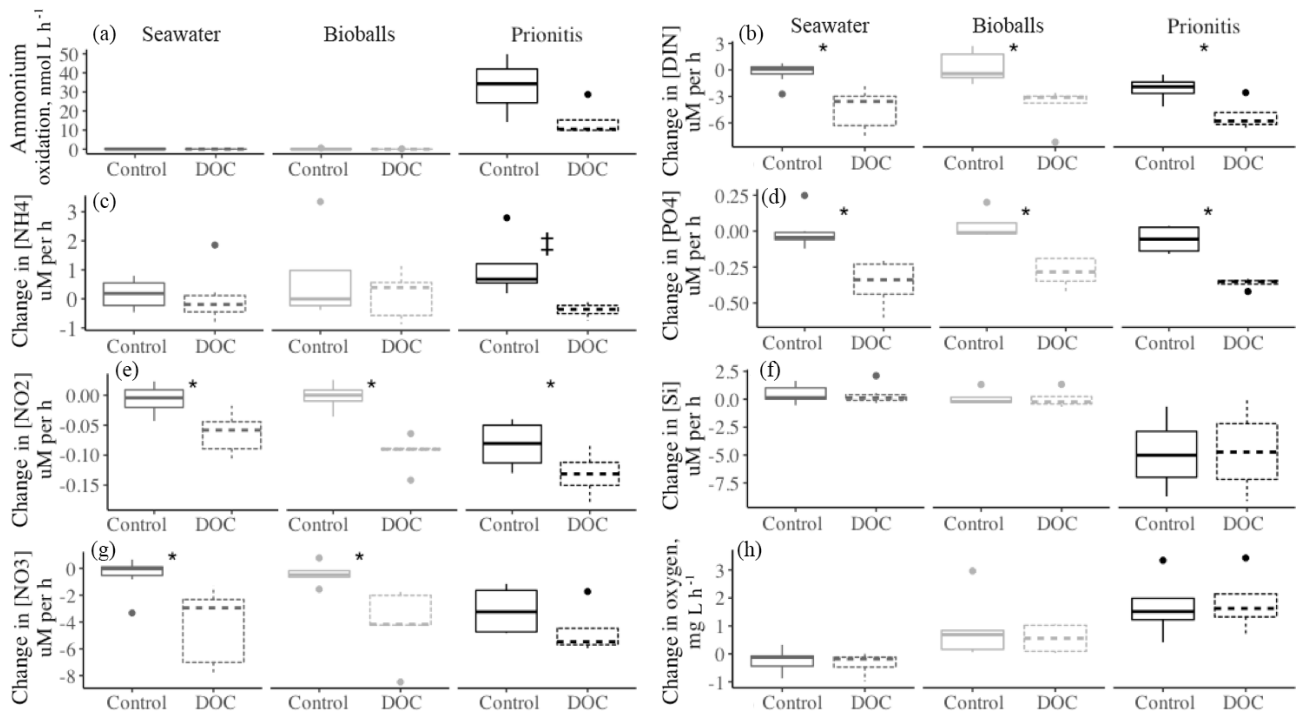 (a) Seawater Bioballs Prionitis
Ammonium
oxidation, nmol L h⁻¹
50
40
30
20
10
0
Control DOC Control DOC Control DOC
(b) Seawater Bioballs Prionitis
Change in [DIN]
uM per h
3
0
-3
-6
* * *
Control DOC Control DOC Control DOC
(c)
Change in [NH4]
uM per h
3
2
1
0
-1
‡
Control DOC Control DOC Control DOC
(d)
Change in [PO4]
uM per h
0.25
0.00
-0.25
-0.50
* * *
Control DOC Control DOC Control DOC
(e)
Change in [NO2]
uM per h
0.00
-0.05
-0.10
-0.15
* * *
Control DOC Control DOC Control DOC
(f)
Change in [Si]
uM per h
2.5
0.0
-2.5
-5.0
-7.5
Control DOC Control DOC Control DOC
(g)
Change in [NO3]
uM per h
0
-2
-4
-6
-8
* *
Control DOC Control DOC Control DOC
(h)
Change in oxygen,
mg L h⁻¹
3
2
1
0
-1
Control DOC Control DOC Control DOC